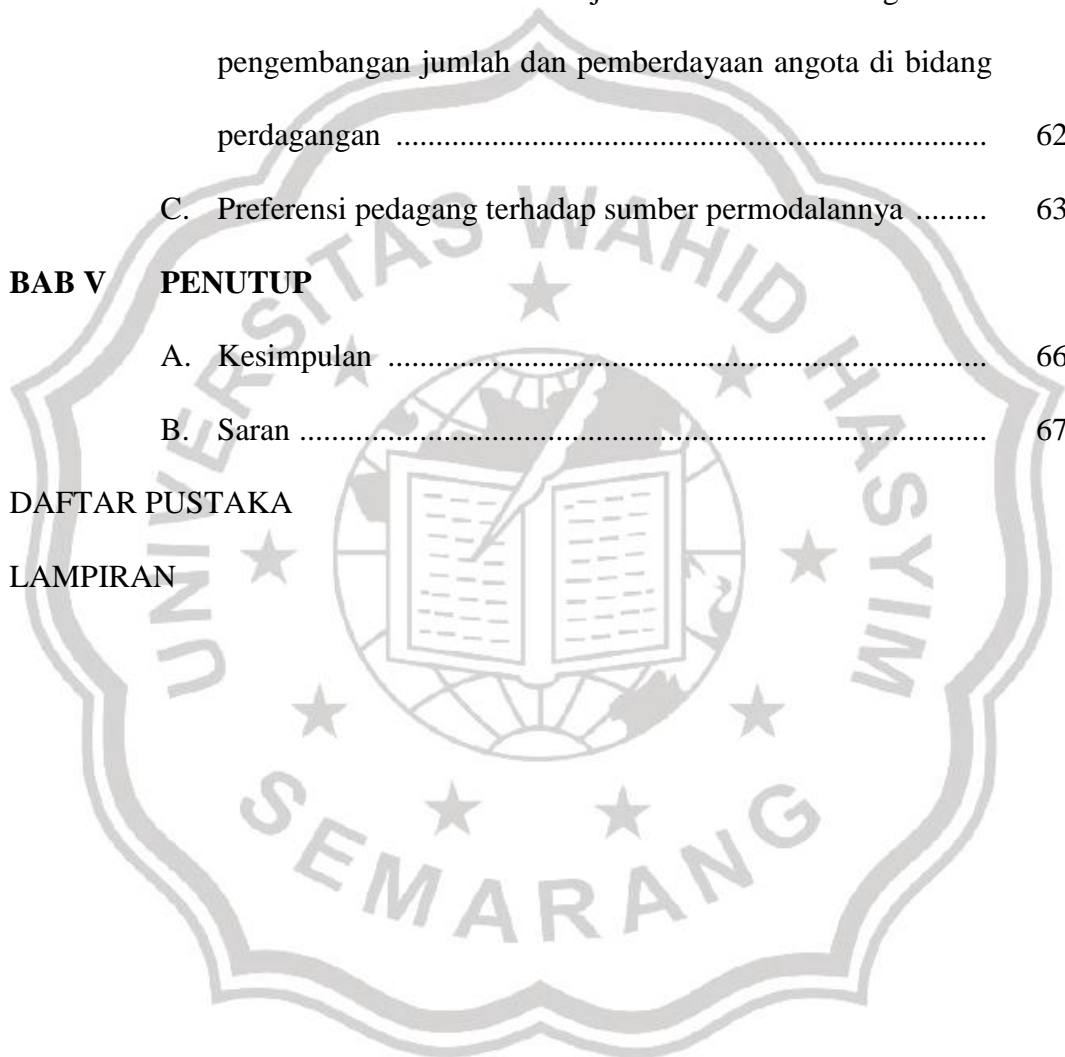 pengembangan jumlah dan pemberdayaan angota di bidang
perdagangan .......................................................................... 62
C. Preferensi pedagang terhadap sumber permodalannya ......... 63
BAB V PENUTUP
A. Kesimpulan ........................................................................... 66
B. Saran ...................................................................................... 67
DAFTAR PUSTAKA
LAMPIRAN
UNIVERSITAS WAHID HASYIM
SEMARANG